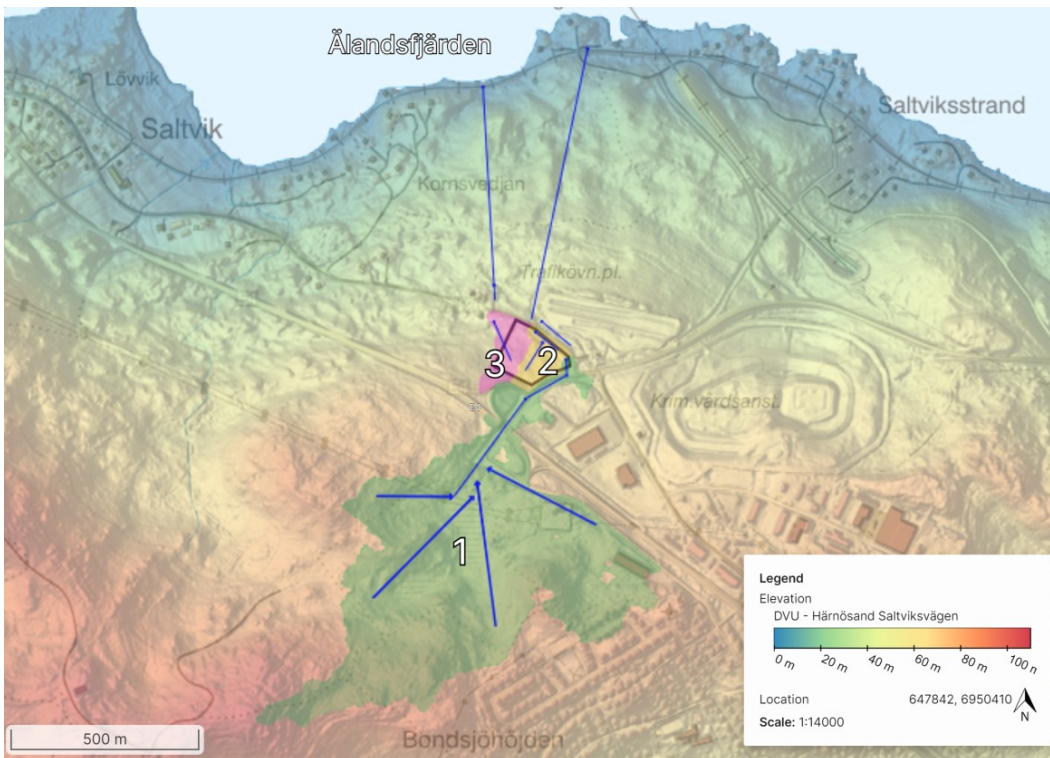 Älandsfjärden
Lövvik
Saltvik
Saltviksstrand
Kornsvedjan
Trafikövn.pl.
3
2
Krim.vårdsanst.
1
Bondsjöhöjden
500 m
Legend
Elevation
DVU - Härnösand Saltviksvägen
0 m 20 m 40 m 60 m 80 m 100 m
Location 647842, 6950410
Scale: 1:14000
N